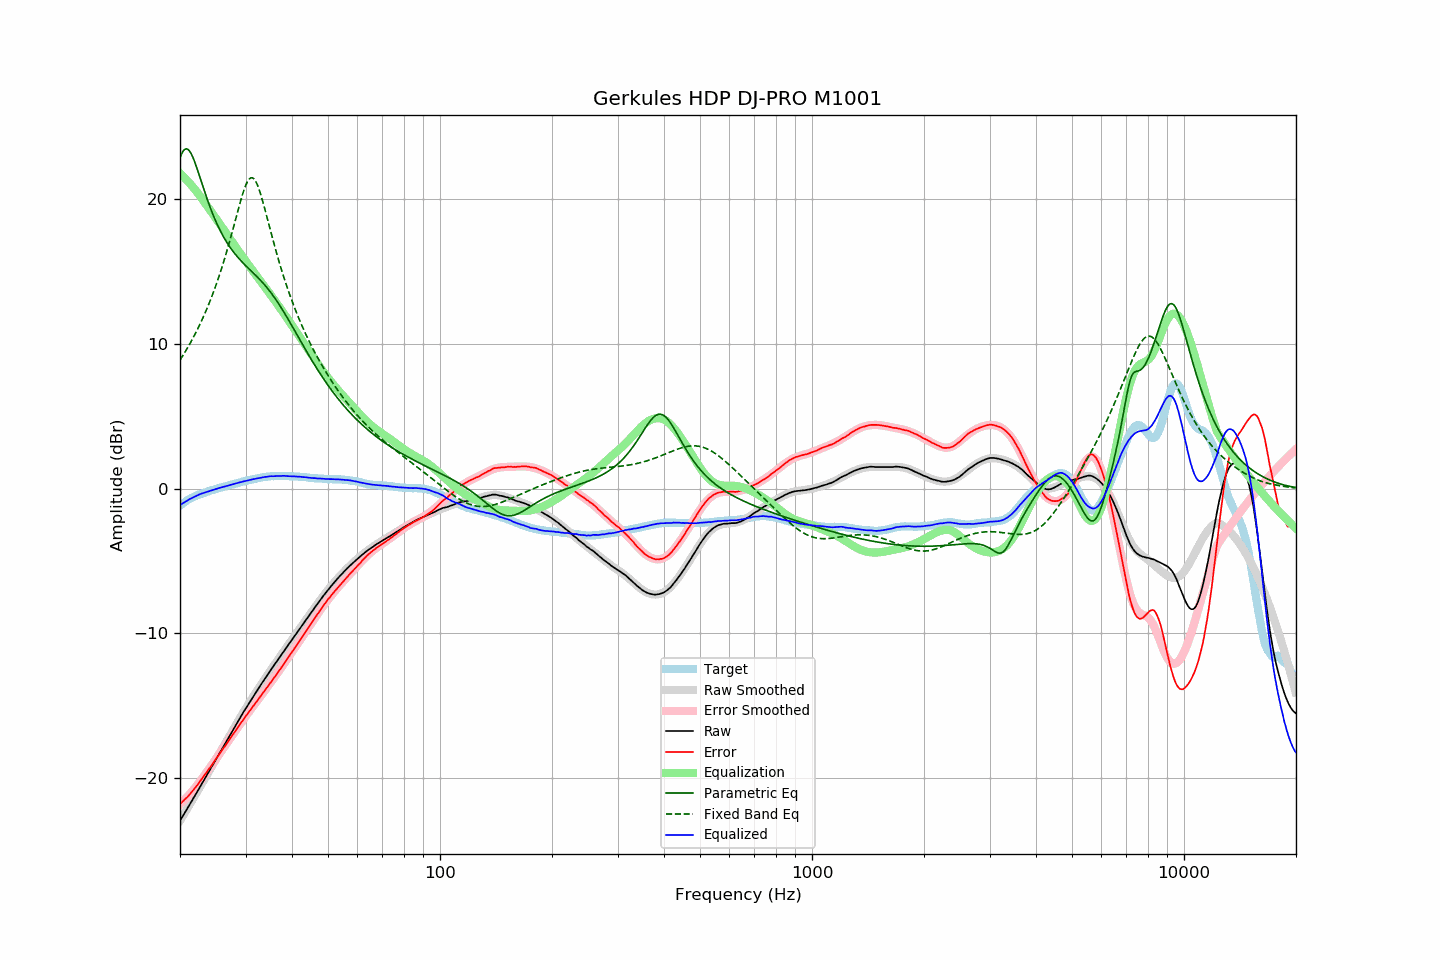 Gerkules HDP DJ-PRO M1001
Amplitude (dBr)
20
10
0
−10
−20
Target
Raw Smoothed
Error Smoothed
Raw
Error
Equalization
Parametric Eq
Fixed Band Eq
Equalized
100
1000
10000
Frequency (Hz)